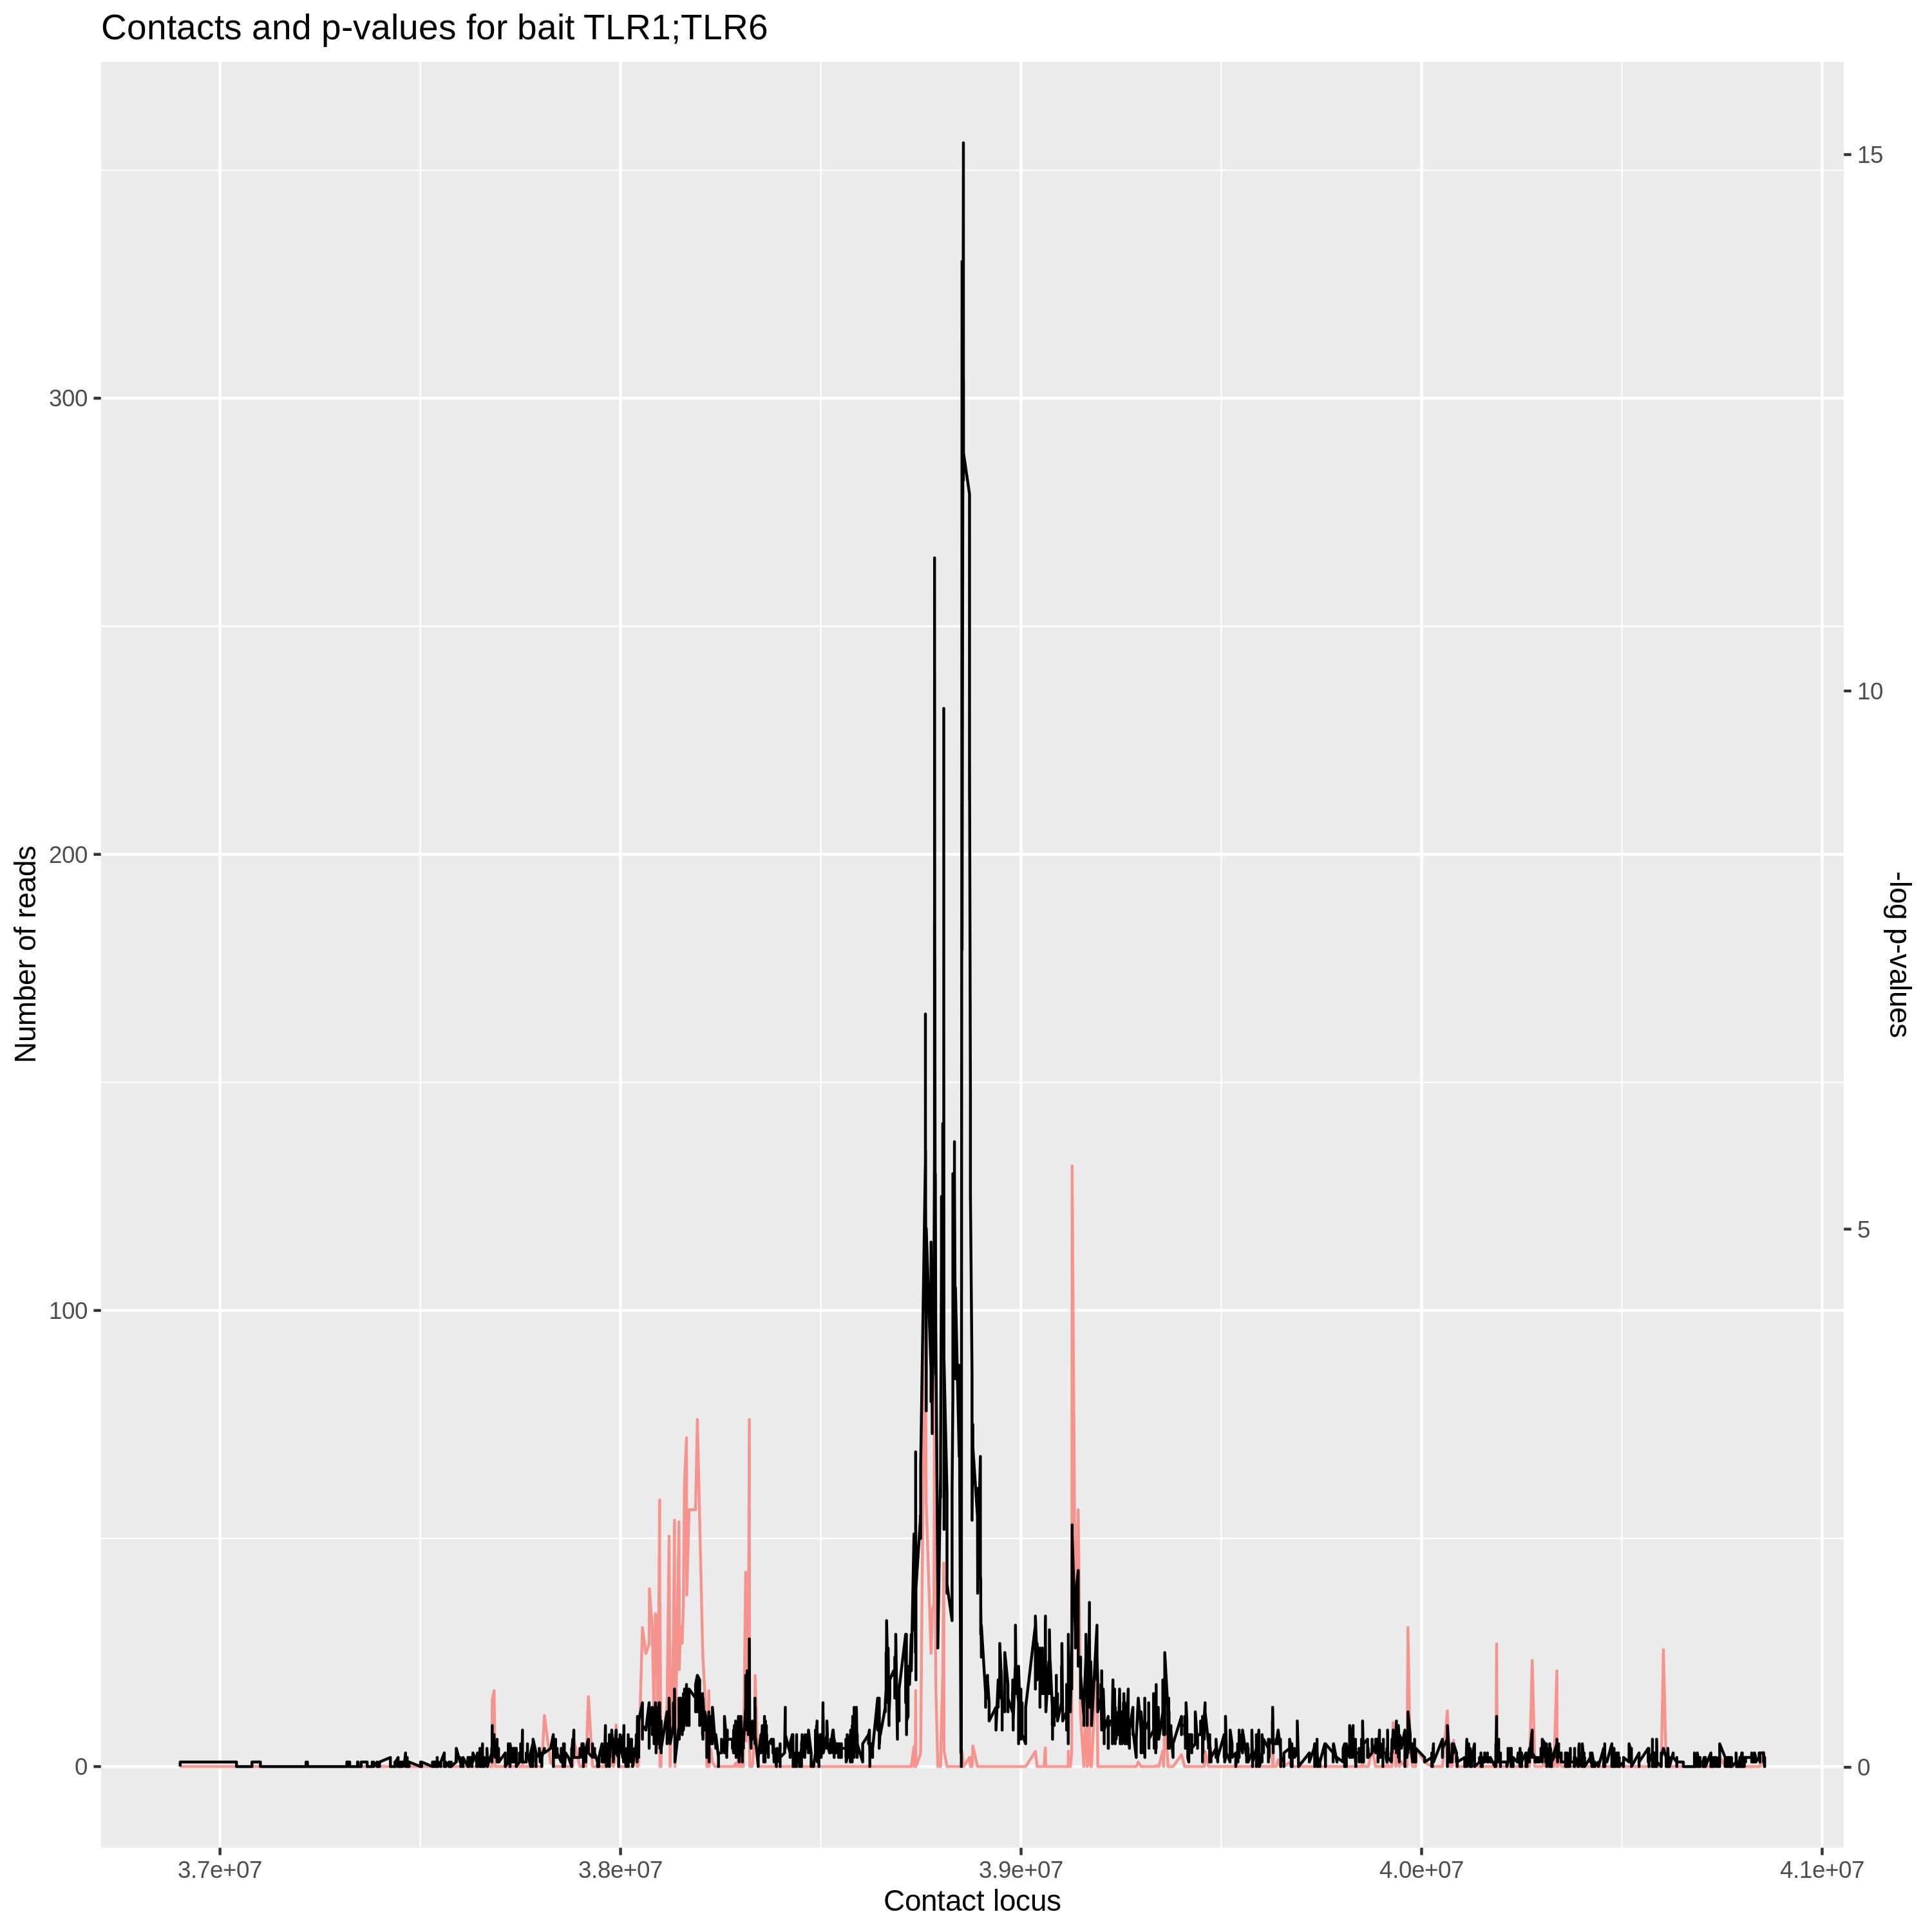 Contacts and p-values for bait TLR1;TLR6
Number of reads
300
200
100
0
15
10
5
0
-log p-values
3.7e+07 3.8e+07 3.9e+07 4.0e+07 4.1e+07
Contact locus